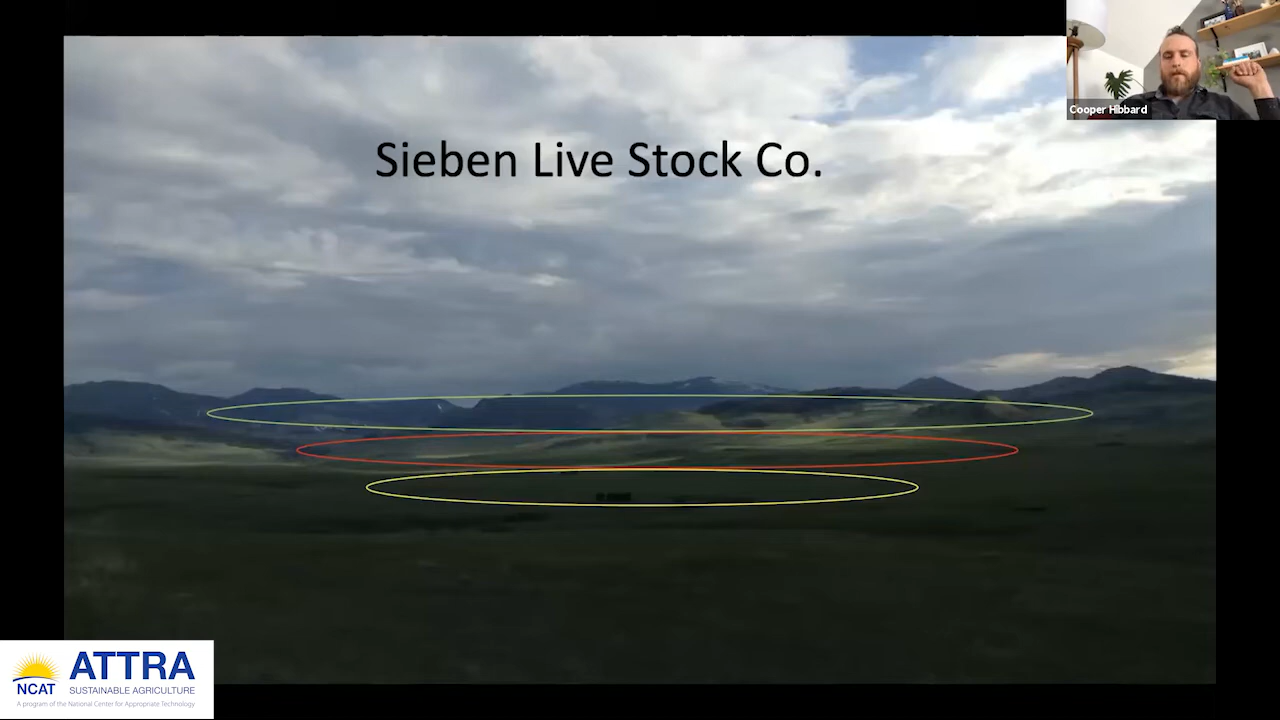 Cooper Hibbard
Sieben Live Stock Co.
NCAT
ATTRA
SUSTAINABLE AGRICULTURE
A program of the National Center for Appropriate Technology